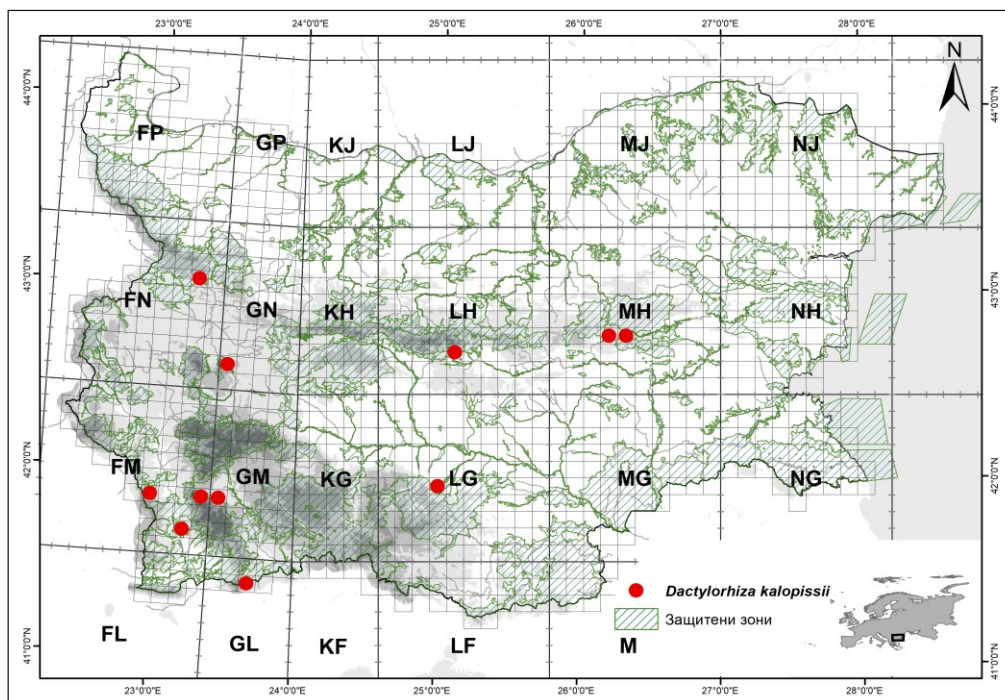 23°0'0"E 24°0'0"E 25°0'0"E 26°0'0"E 27°0'0"E 28°0'0"E
N
44°0'0"N 44°0'0"N
FP GP KJ LJ MJ NJ
43°0'0"N 43°0'0"N
FN GN KH LH MH NH
42°0'0"N 42°0'0"N
FM GM KG LG MG NG
Dactylorhiza kalopissii
Защитени зони
FL GL KF LF M
41°0'0"N 41°0'0"N
23°0'0"E 24°0'0"E 25°0'0"E 26°0'0"E 27°0'0"E 28°0'0"E